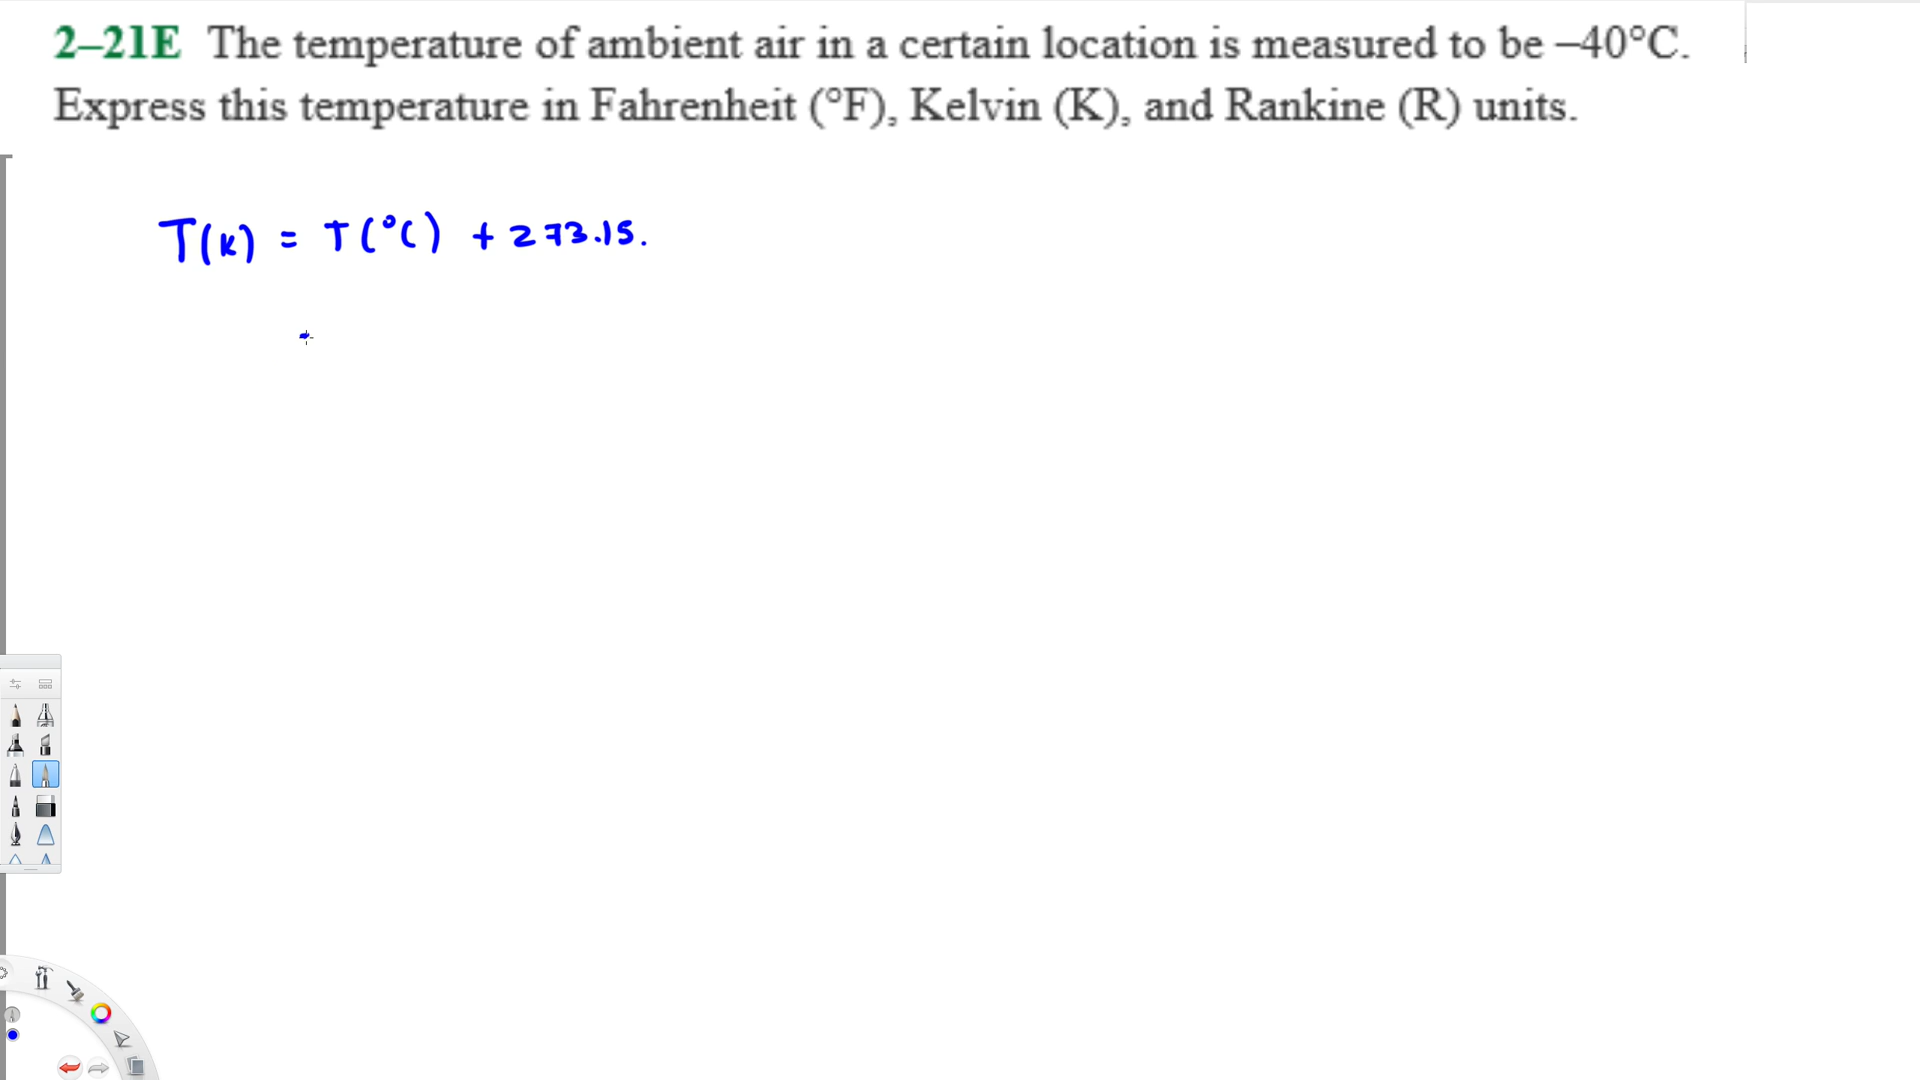 2–21E The temperature of ambient air in a certain location is measured to be –40°C.
Express this temperature in Fahrenheit (°F), Kelvin (K), and Rankine (R) units.
T(K) = T(°C) + 273.15.